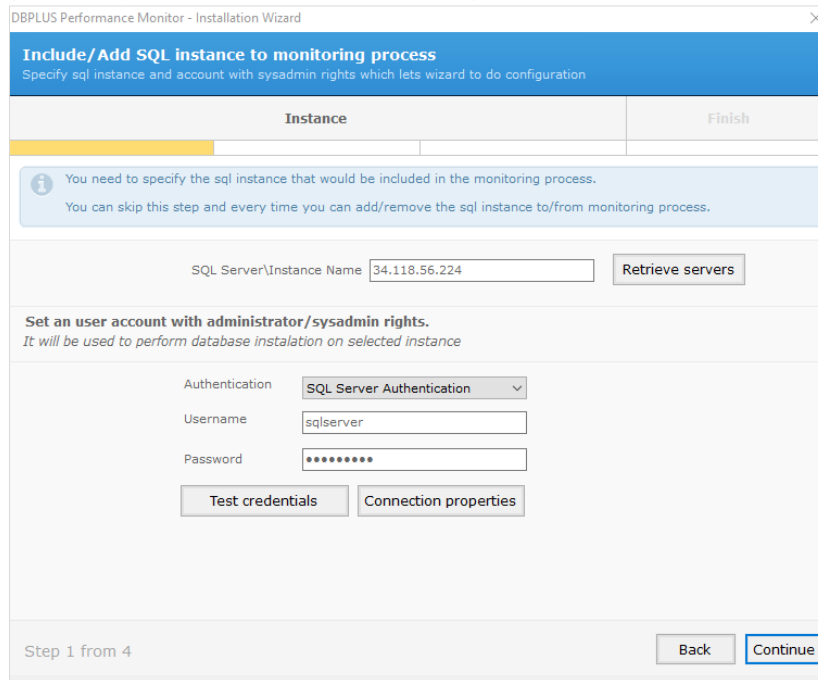 DBPLUS Performance Monitor - Installation Wizard
Include/Add SQL instance to monitoring process
Specify sql instance and account with sysadmin rights which lets wizard to do configuration
Instance
Finish
You need to specify the sql instance that would be included in the monitoring process.
You can skip this step and every time you can add/remove the sql instance to/from monitoring process.
SQL Server\Instance Name 34.118.56.224 Retrieve servers
Set an user account with administrator/sysadmin rights.
It will be used to perform database instalation on selected instance
Authentication SQL Server Authentication
Username sqlserver
Password •••••••••
Test credentials Connection properties
Step 1 from 4 Back Continue